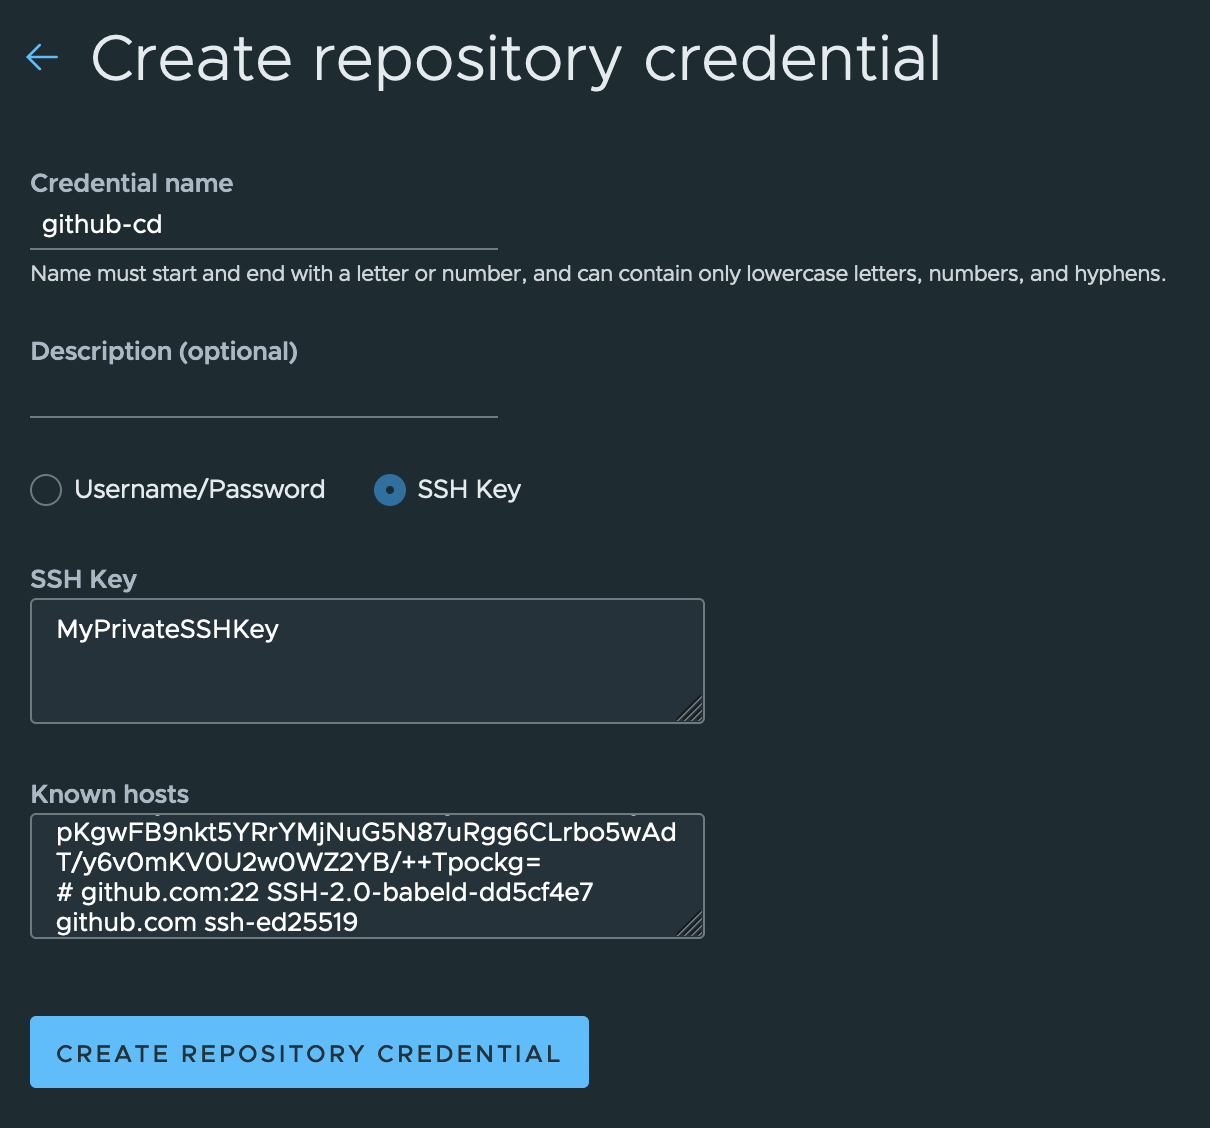 Create repository credential
Credential name
github-cd
Name must start and end with a letter or number, and can contain only lowercase letters, numbers, and hyphens.
Description (optional)
Username/Password SSH Key
SSH Key
MyPrivateSSHKey
Known hosts
pKgwFB9nkt5YRrYMjNuG5N87uRgg6CLrbo5wAd
T/y6v0mKV0U2w0WZ2YB/++Tpockg=
# github.com:22 SSH-2.0-babeld-dd5cf4e7
github.com ssh-ed25519
CREATE REPOSITORY CREDENTIAL